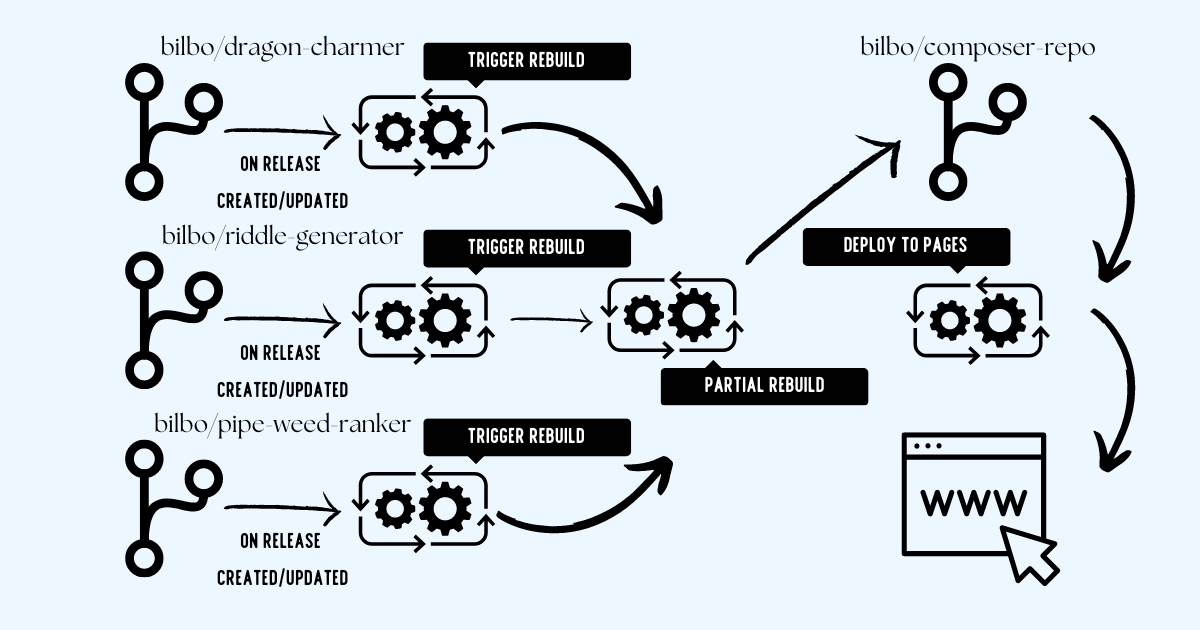 bilbo/dragon-charmer
TRIGGER REBUILD
ON RELEASE
CREATED/UPDATED
bilbo/riddle-generator
TRIGGER REBUILD
ON RELEASE
CREATED/UPDATED
bilbo/pipe-weed-ranker
TRIGGER REBUILD
ON RELEASE
CREATED/UPDATED
PARTIAL REBUILD
bilbo/composer-repo
DEPLOY TO PAGES
WWW